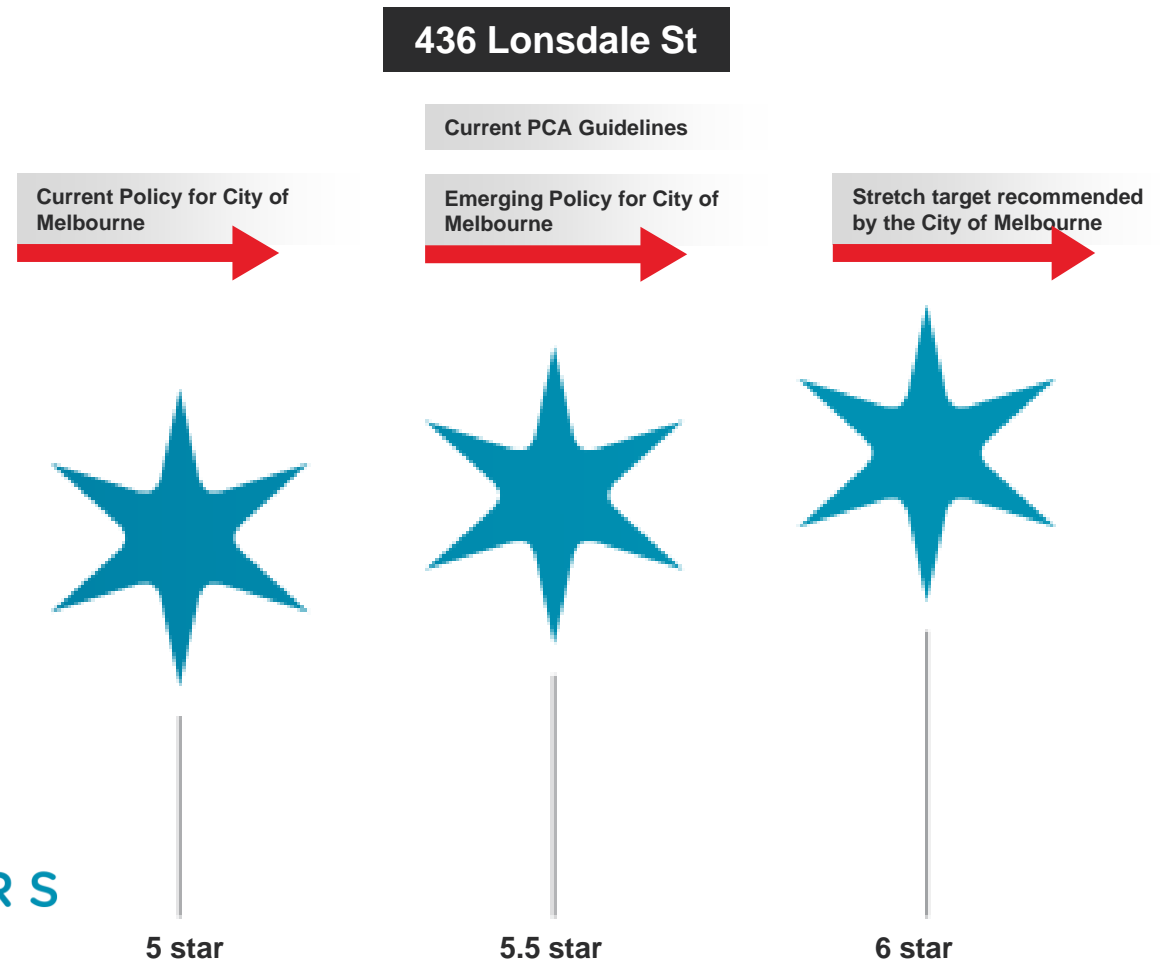 436 Lonsdale St
Current PCA Guidelines
Current Policy for City of
Melbourne
Emerging Policy for City of
Melbourne
Stretch target recommended
by the City of Melbourne
R S
5 star
5.5 star
6 star